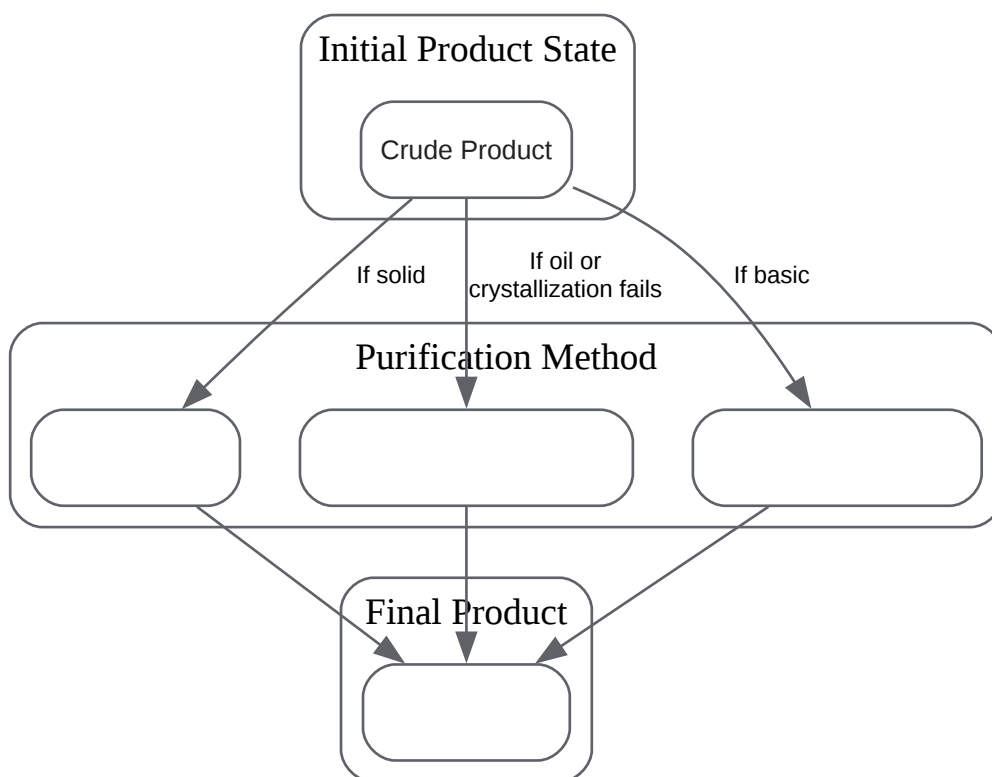 Initial Product State
Crude Product
If solid
If oil or
crystallization fails
If basic
Purification Method
Final Product